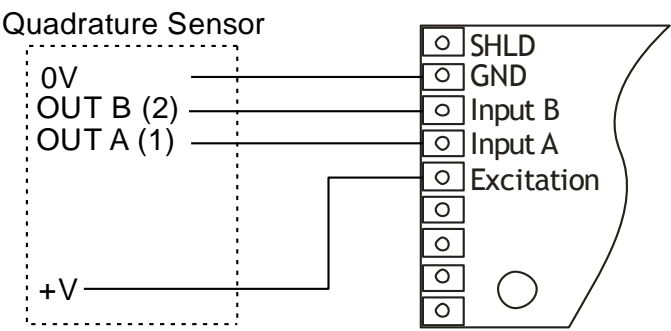 Quadrature Sensor
0V
OUT B (2)
OUT A (1)
+V
SHLD
GND
Input B
Input A
Excitation